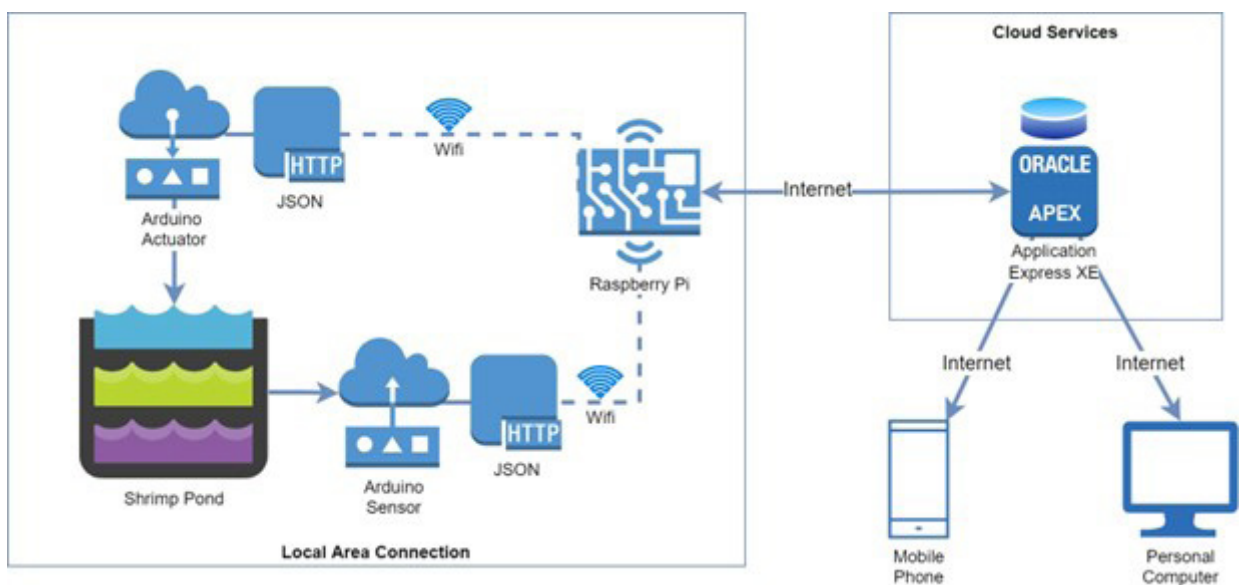 Cloud Services
ORACLE
APEX
Application
Express XE
HTTP
JSON
Wifi
Arduino
Actuator
Internet
Raspberry Pi
Internet
Internet
Wifi
HTTP
JSON
Shrimp Pond
Arduino
Sensor
Local Area Connection
Mobile
Phone
Personal
Computer